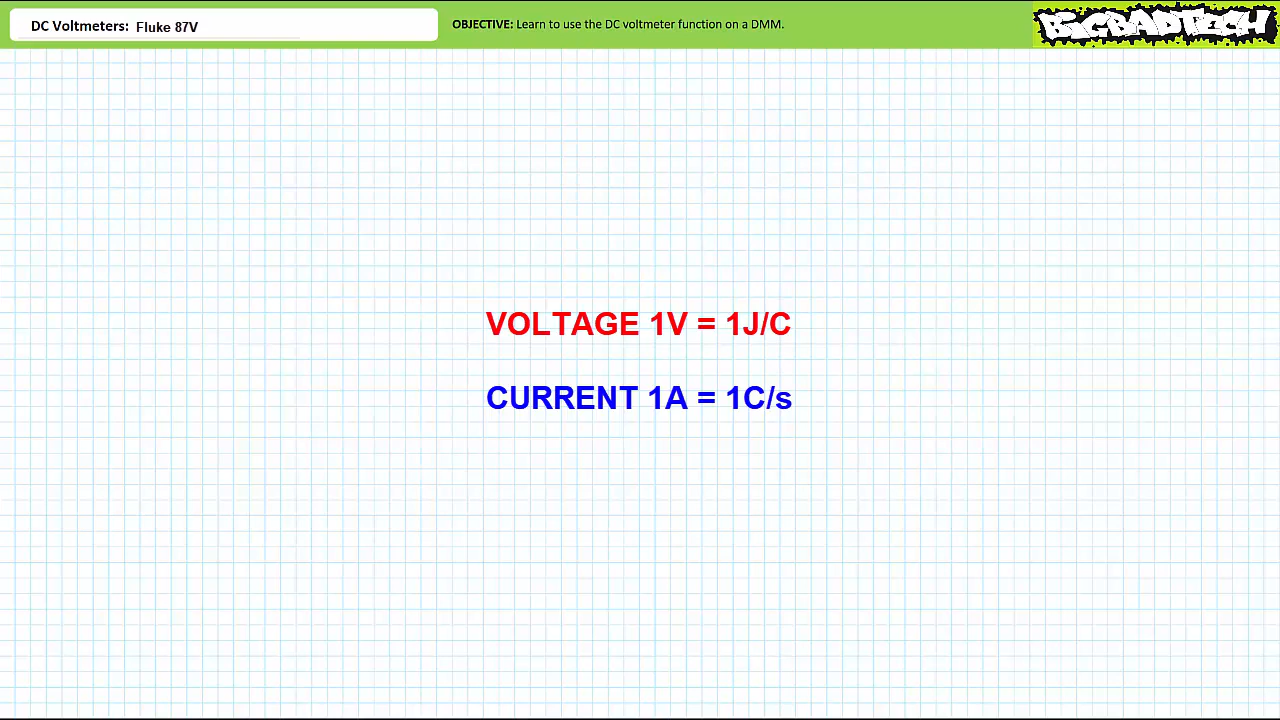 DC Voltmeters: Fluke 87V
OBJECTIVE: Learn to use the DC voltmeter function on a DMM.
BIGBADTECH
VOLTAGE 1V = 1J/C
CURRENT 1A = 1C/s